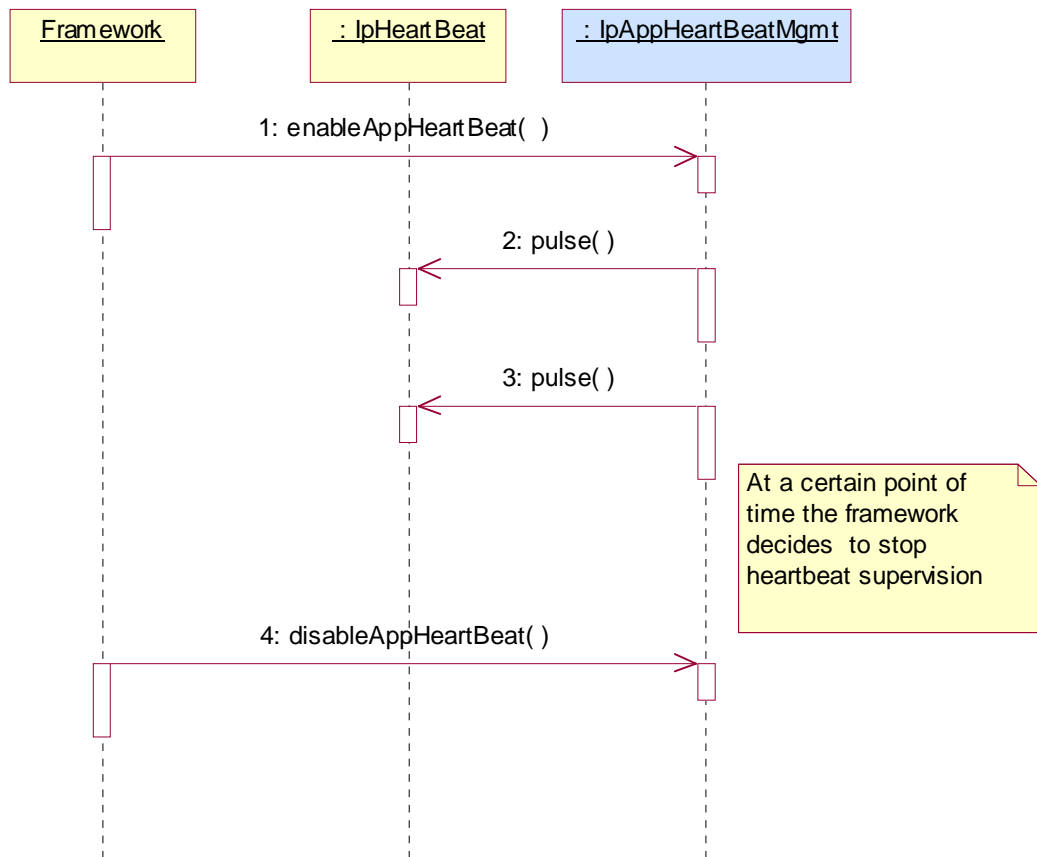 Framework
: IpHeartBeat
: IpAppHeartBeatMgmt
1: enableAppHeartBeat( )
2: pulse( )
3: pulse( )
At a certain point of
time the framework
decides to stop
heartbeat supervision
4: disableAppHeartBeat( )